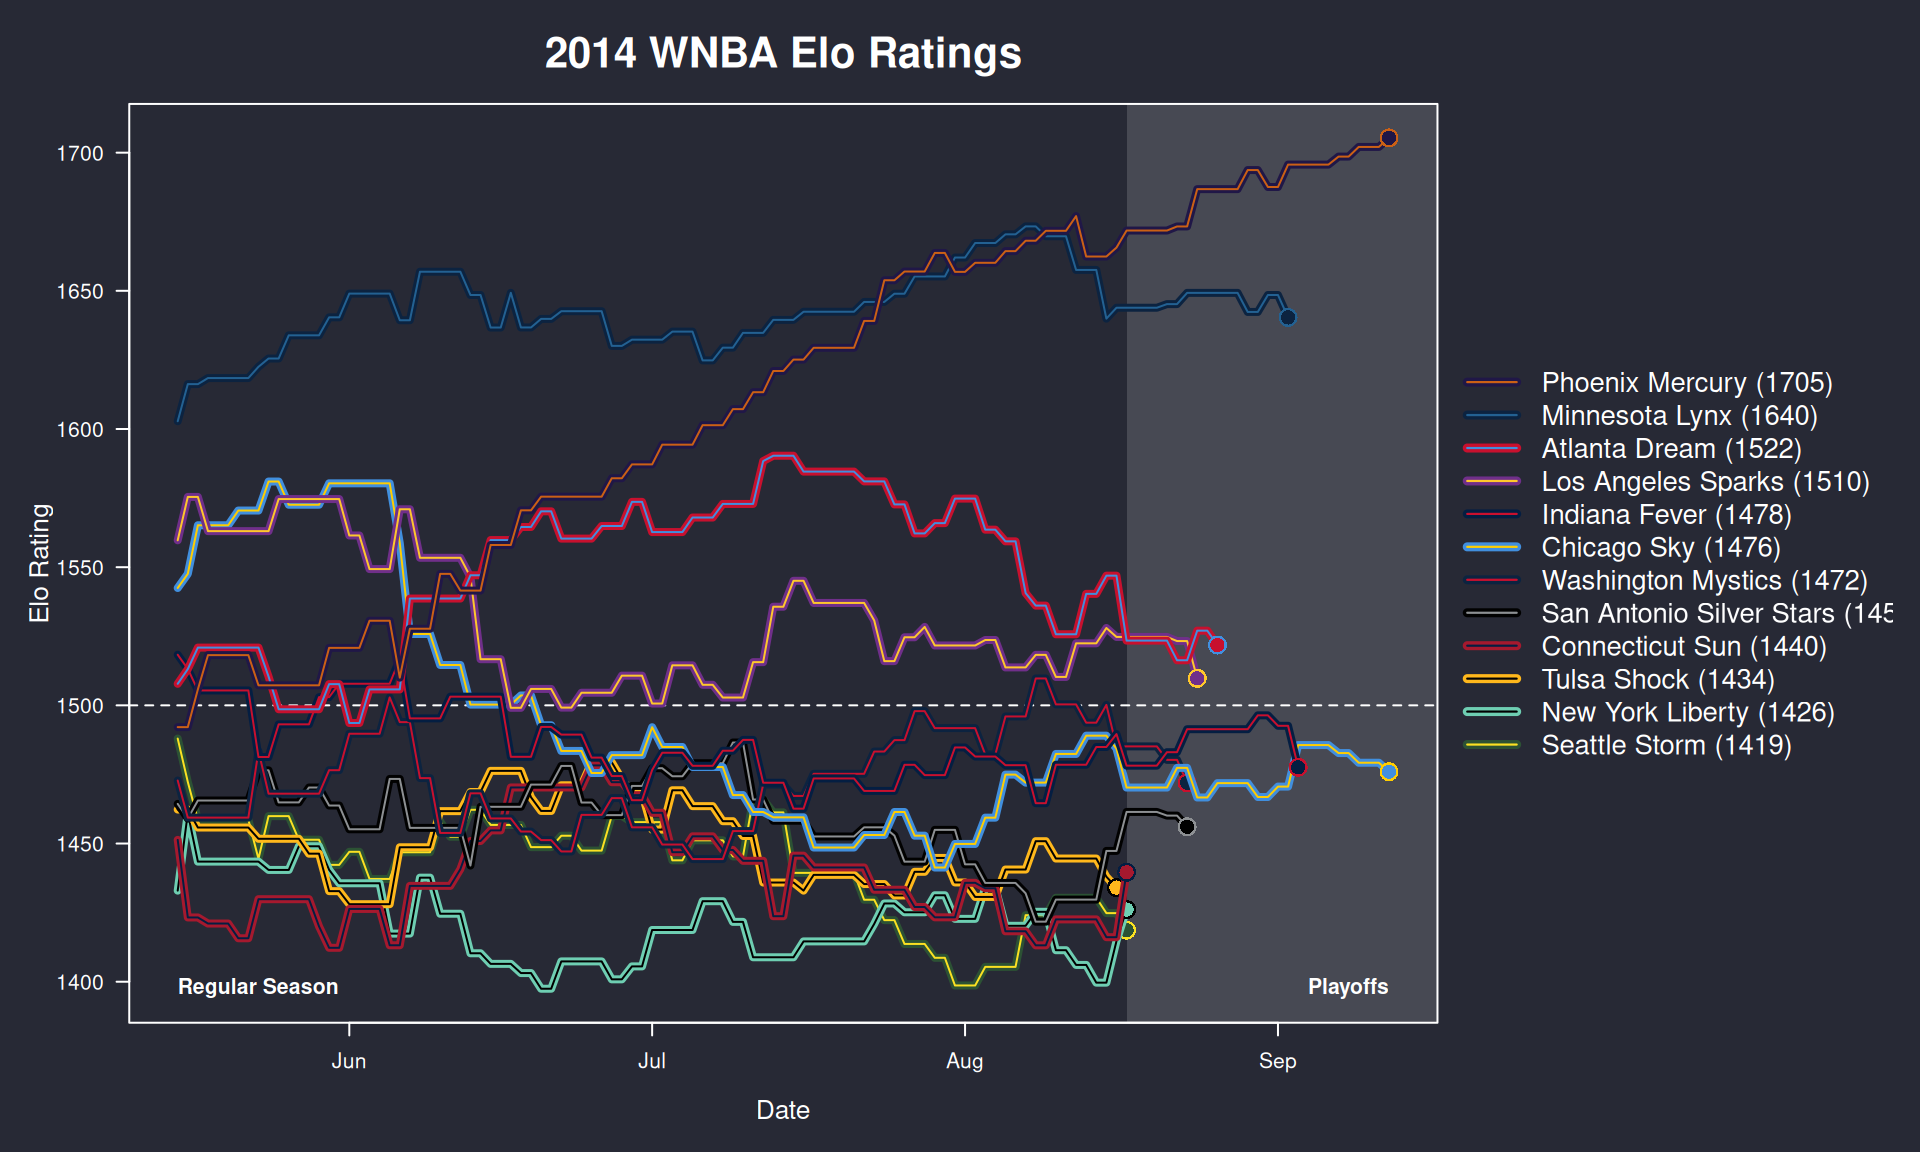 2014 WNBA Elo Ratings
Elo Rating
1700
1650
1600
1550
1500
1450
1400
Regular Season
Playoffs
Jun
Jul
Aug
Sep
Date
Phoenix Mercury (1705)
Minnesota Lynx (1640)
Atlanta Dream (1522)
Los Angeles Sparks (1510)
Indiana Fever (1478)
Chicago Sky (1476)
Washington Mystics (1472)
San Antonio Silver Stars (145
Connecticut Sun (1440)
Tulsa Shock (1434)
New York Liberty (1426)
Seattle Storm (1419)